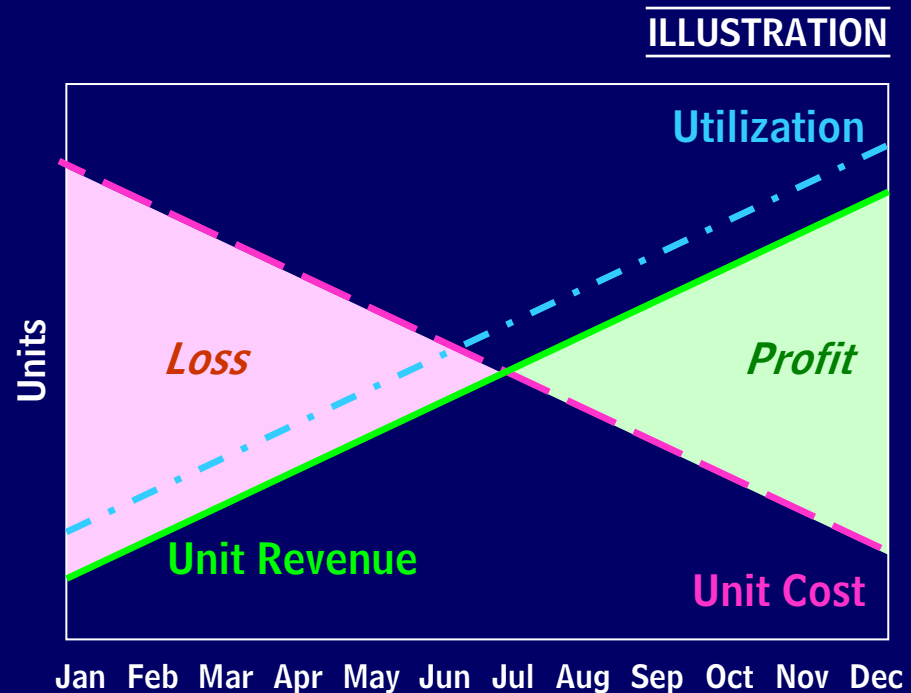 ILLUSTRATION
Utilization
Units
Loss
Profit
Unit Revenue
Unit Cost
Jan Feb Mar Apr May Jun Jul Aug Sep Oct Nov Dec